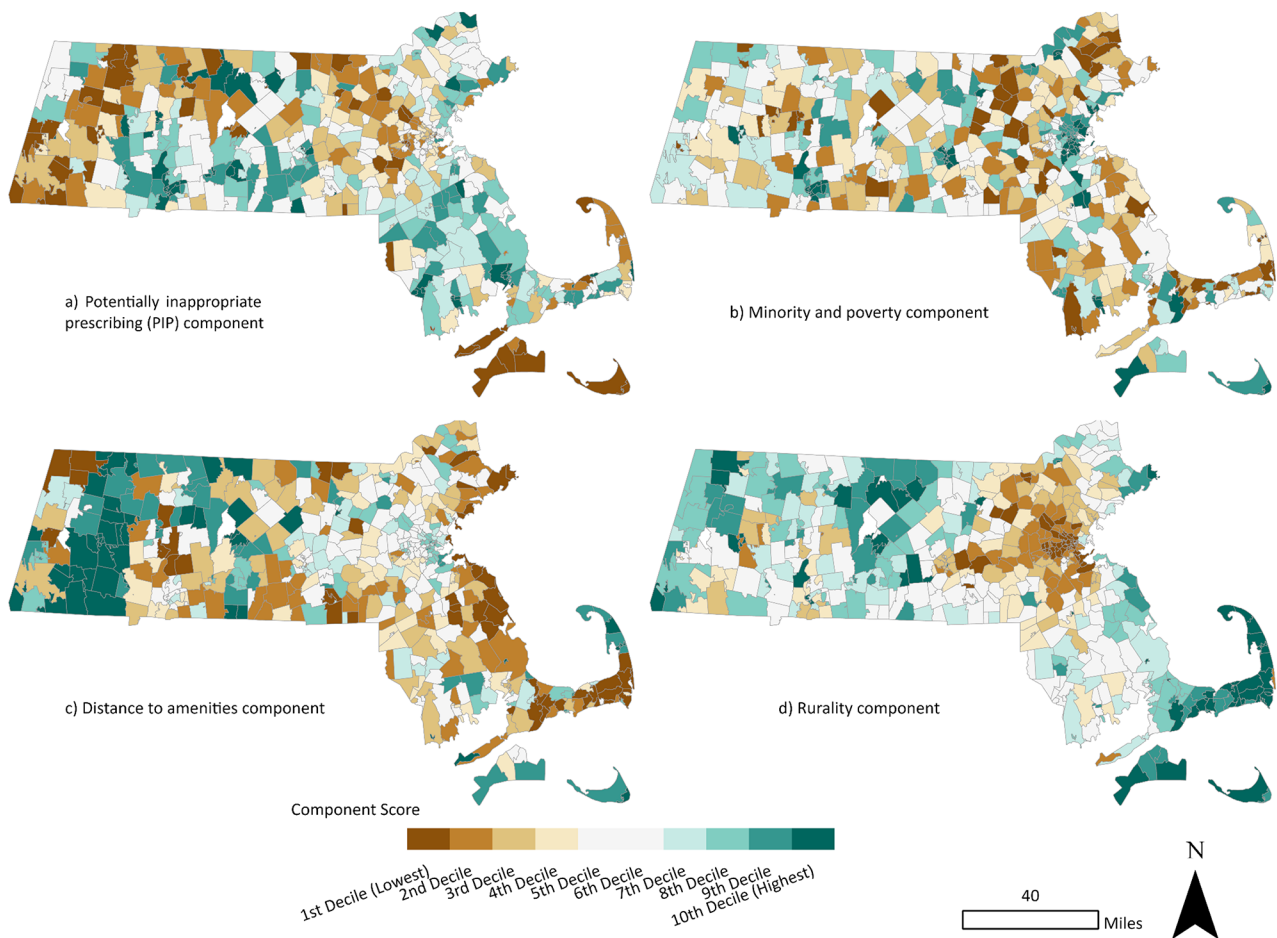 a) Potentially inappropriate
prescribing (PIP) component
b) Minority and poverty component
c) Distance to amenities component
d) Rurality component
Component Score
1st Decile (Lowest)
2nd Decile
3rd Decile
4th Decile
5th Decile
6th Decile
7th Decile
8th Decile
9th Decile
10th Decile (Highest)
40
Miles
N